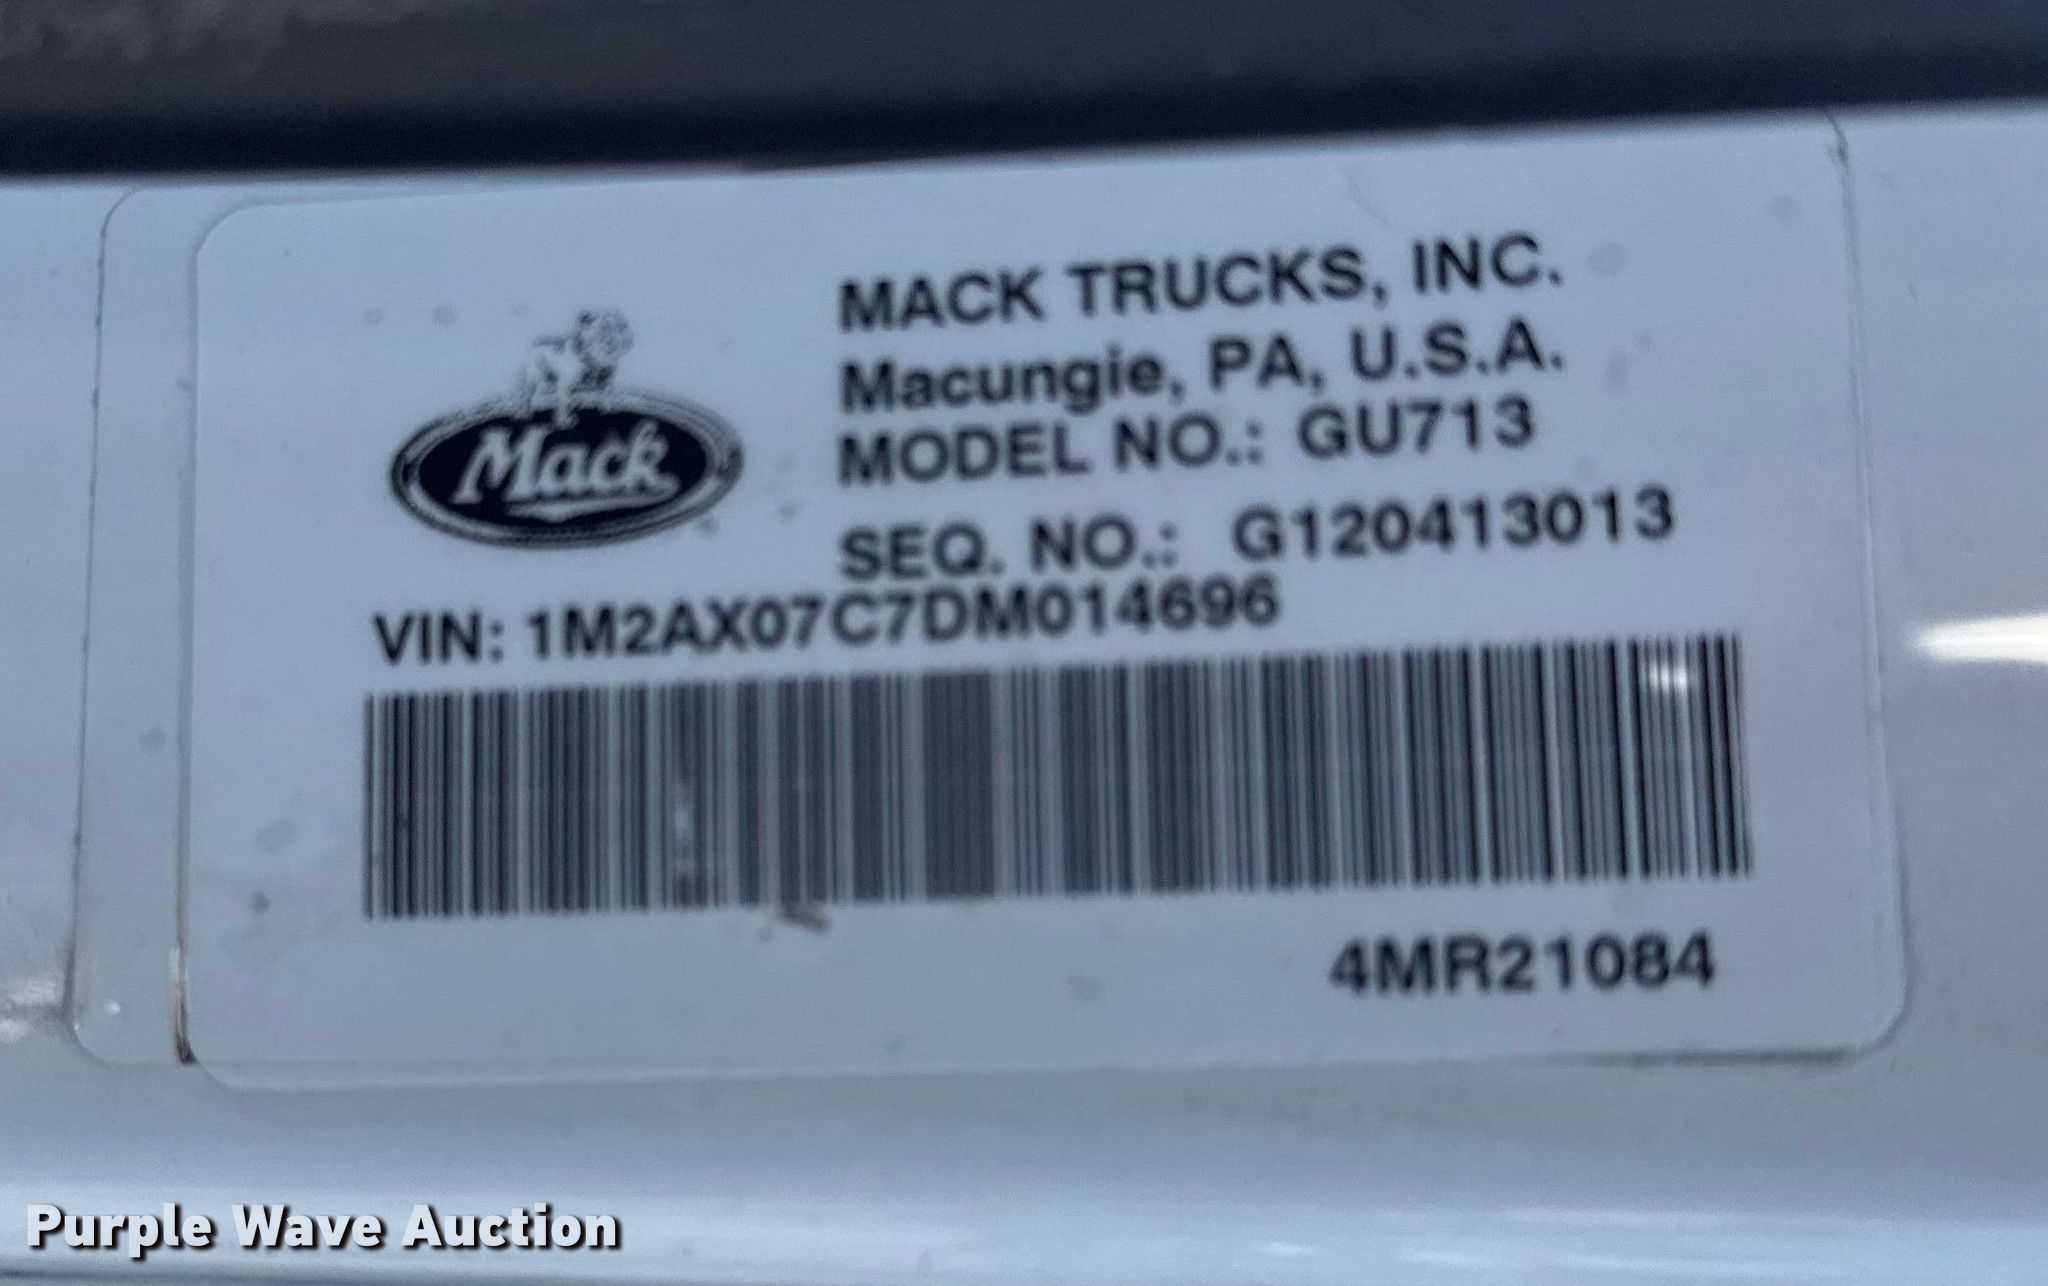 MACK TRUCKS, INC.
Macungie, PA, U.S.A.
MODEL NO.: GU713
SEQ. NO.: G120413013
Mack
VIN: 1M2AX07C7DM014696
4MR21084
Purple Wave Auction